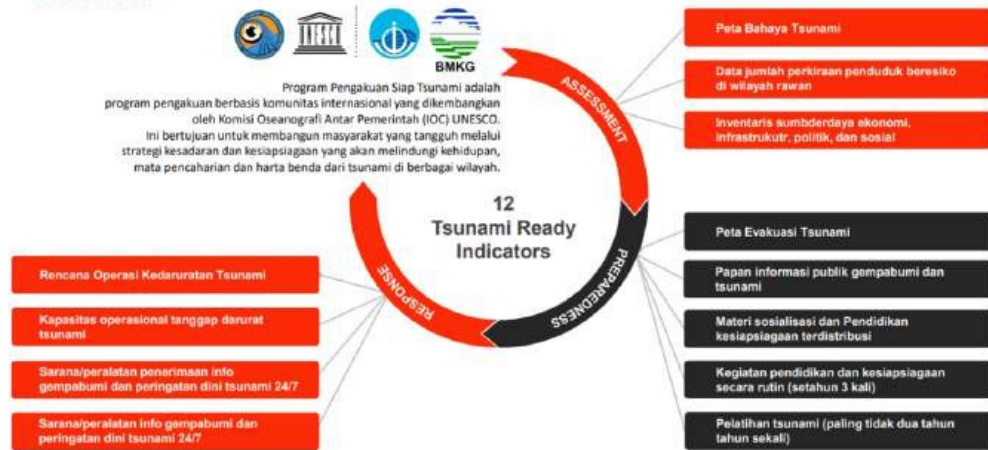 BMKG
Program Pengakuan Siap Tsunami adalah
program pengakuan berbasis komunitas internasional yang dikembangkan
oleh Komisi Oseanografi Antar Pemerintah (IOC) UNESCO.
Ini bertujuan untuk membangun masyarakat yang tangguh melalui
strategi kesadaran dan kesiapsiagaan yang akan melindungi kehidupan,
mata pencaharian dan harta benda dari tsunami di berbagai wilayah.
12
Tsunami Ready
Indicators
ASSESSMENT
Peta Bahaya Tsunami
Data jumlah perkiraan penduduk beresiko
di wilayah rawan
Inventaris sumbderdaya ekonomi,
infrastrukutr, politik, dan sosial
PREPAREDNESS
Peta Evakuasi Tsunami
Papan informasi publik gempabumi dan
tsunami
Materi sosialisasi dan Pendidikan
kesiapsiagaan terdistribusi
Kegiatan pendidikan dan kesiapsiagaan
secara rutin (setahun 3 kali)
Pelatihan tsunami (paling tidak dua tahun
tahun sekali)
RESPONSE
Rencana Operasi Kedaruratan Tsunami
Kapasitas operasional tanggap darurat
tsunami
Sarana/peralatan penerimaan info
gempabumi dan peringatan dini tsunami 24/7
Sarana/peralatan info gempabumi dan
peringatan dini tsunami 24/7